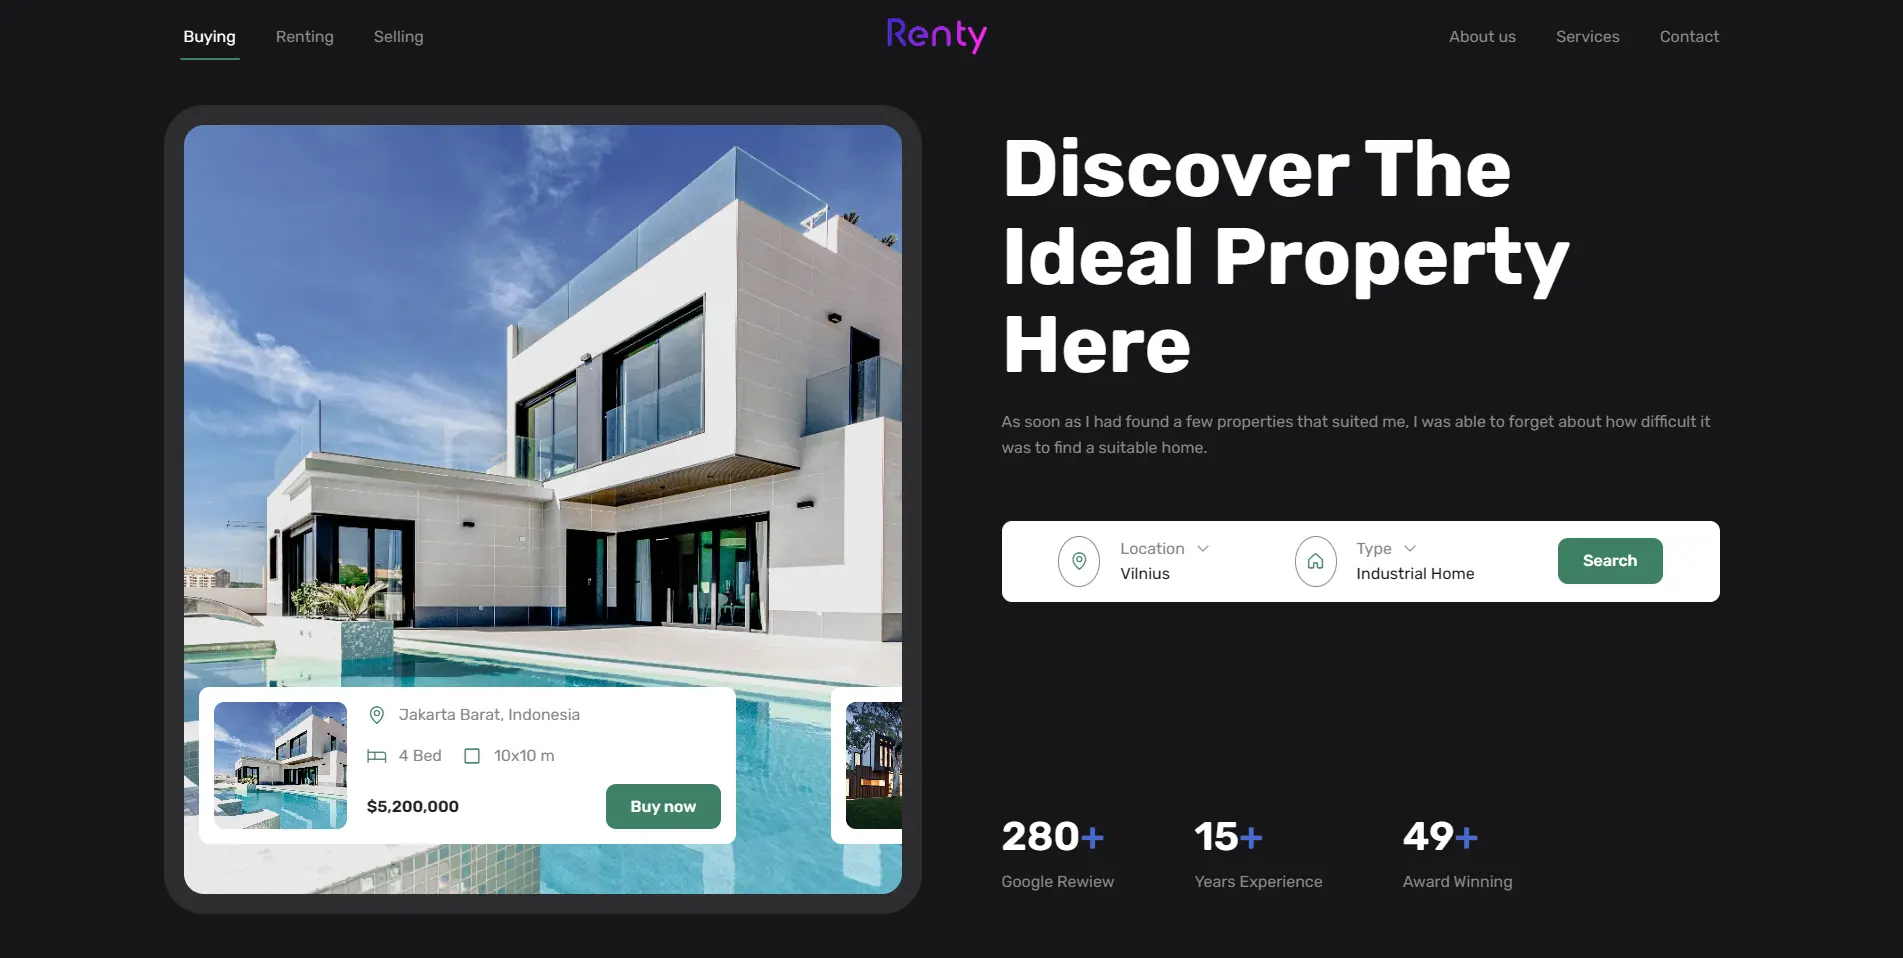 Buying
Renting
Selling
Renty
About us
Services
Contact
Discover The
Ideal Property
Here
As soon as I had found a few properties that suited me, I was able to forget about how difficult it
was to find a suitable home.
Location
Vilnius
Type
Industrial Home
Search
Jakarta Barat, Indonesia
4 Bed
10x10 m
$5,200,000
Buy now
280+
Google Rewiew
15+
Years Experience
49+
Award Winning